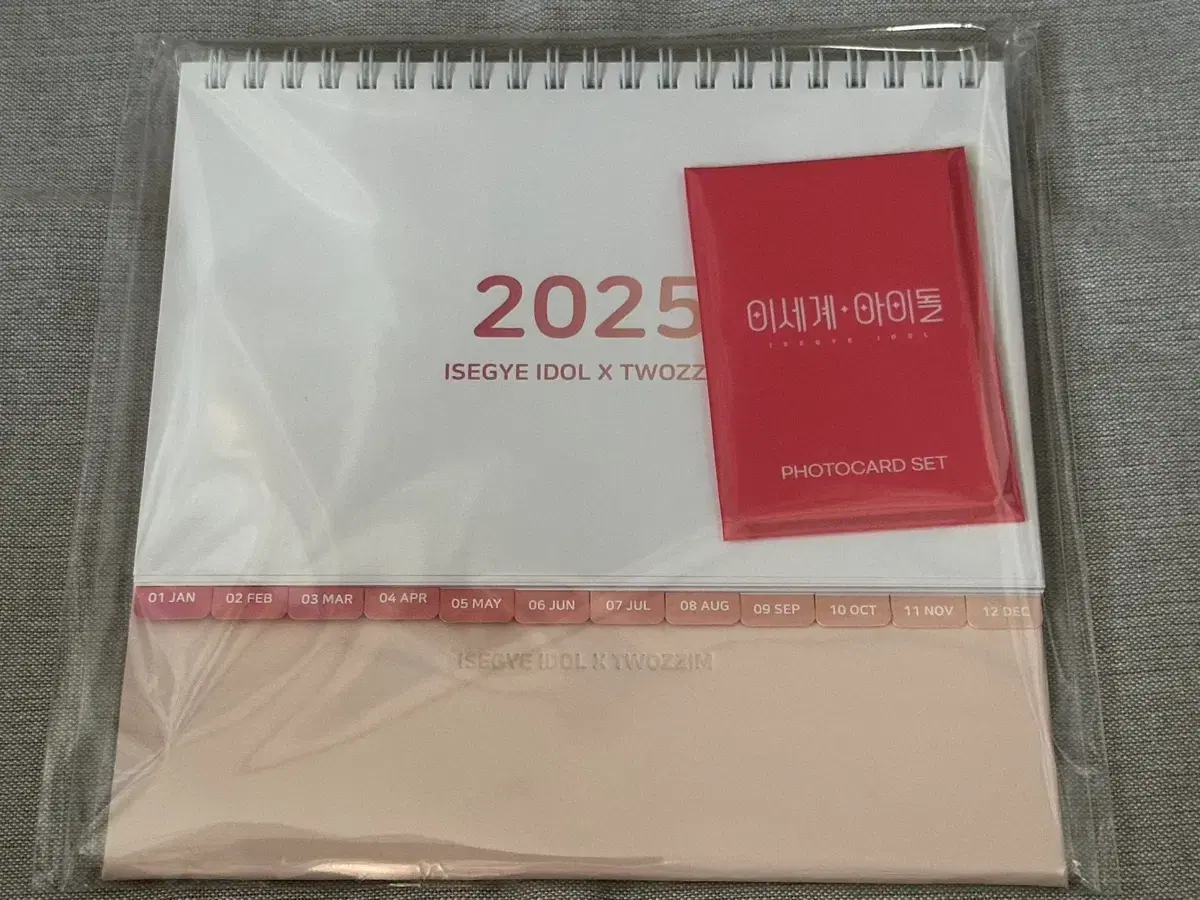 2025
ISEGYE IDOL X TWOZZ
이세계·아이돌
ISEGYE IDOL
PHOTOCARD SET
01 JAN
02 FEB
03 MAR
04 APR
05 MAY
06 JUN
07 JUL
08 AUG
09 SEP
10 OCT
11 NOV
12 DEC
ISEGYE IDOL X TWOZZIM